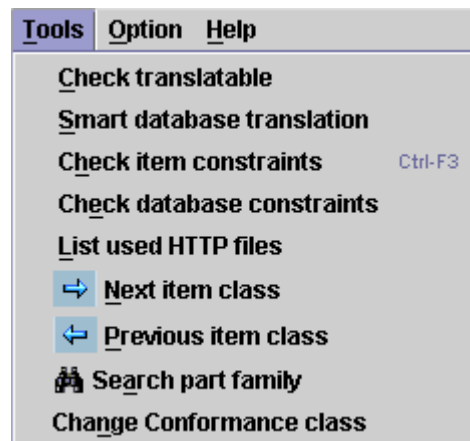 Tools Option Help
Check translatable
Smart database translation
Check item constraints Ctrl-F3
Check database constraints
List used HTTP files
Next item class
Previous item class
Search part family
Change Conformance class